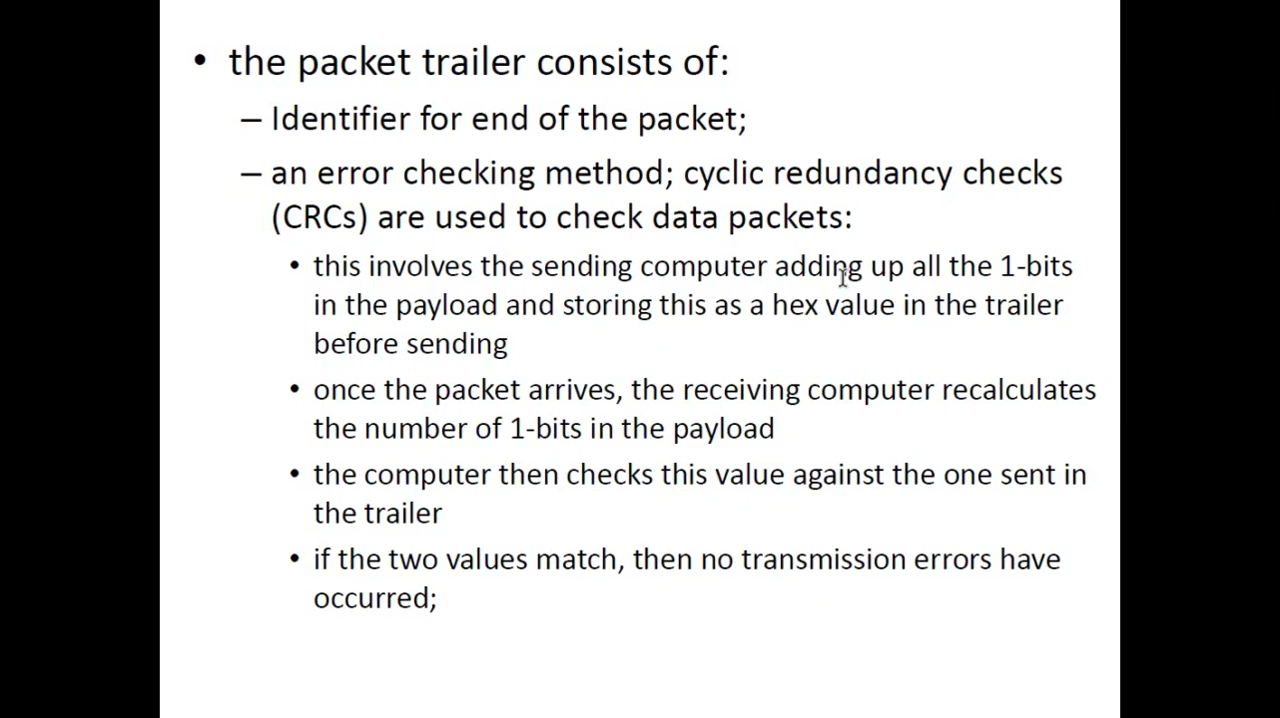 • the packet trailer consists of:
– Identifier for end of the packet;
– an error checking method; cyclic redundancy checks
(CRCs) are used to check data packets:
• this involves the sending computer adding up all the 1-bits
in the payload and storing this as a hex value in the trailer
before sending
• once the packet arrives, the receiving computer recalculates
the number of 1-bits in the payload
• the computer then checks this value against the one sent in
the trailer
• if the two values match, then no transmission errors have
occurred;